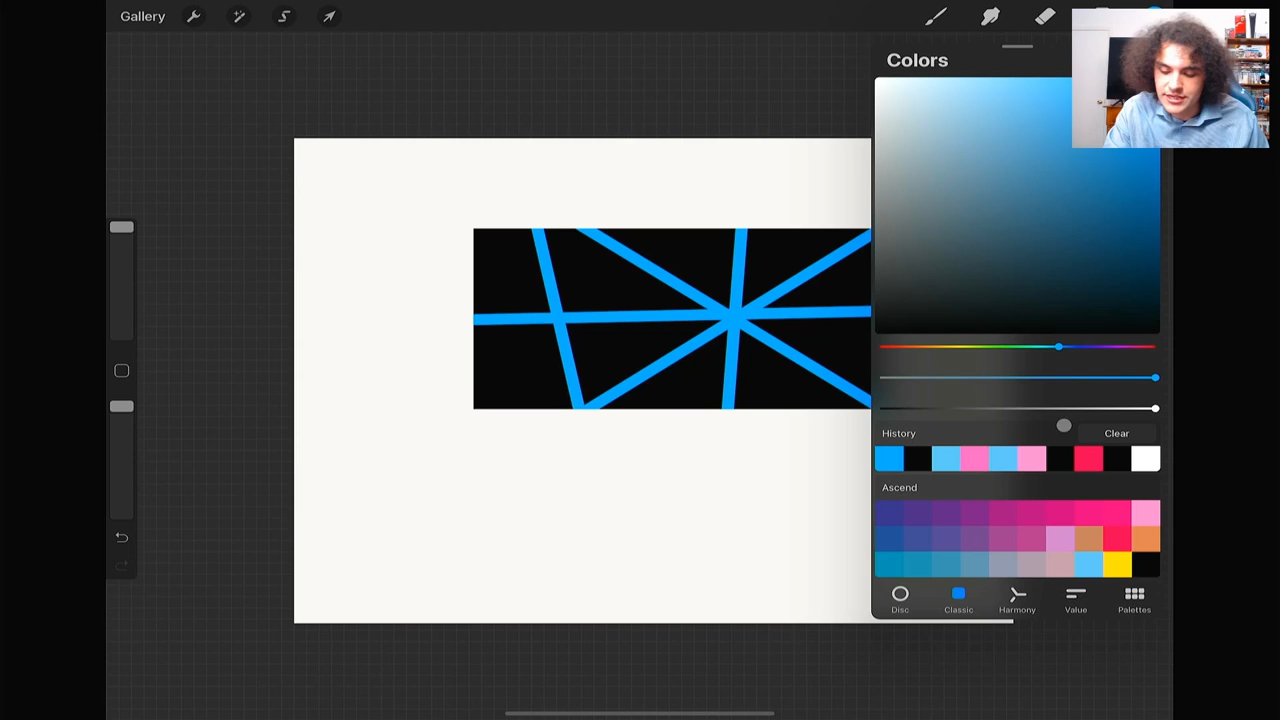 Gallery
Colors
History
Clear
Ascend
Disc
Classic
Harmony
Value
Palettes